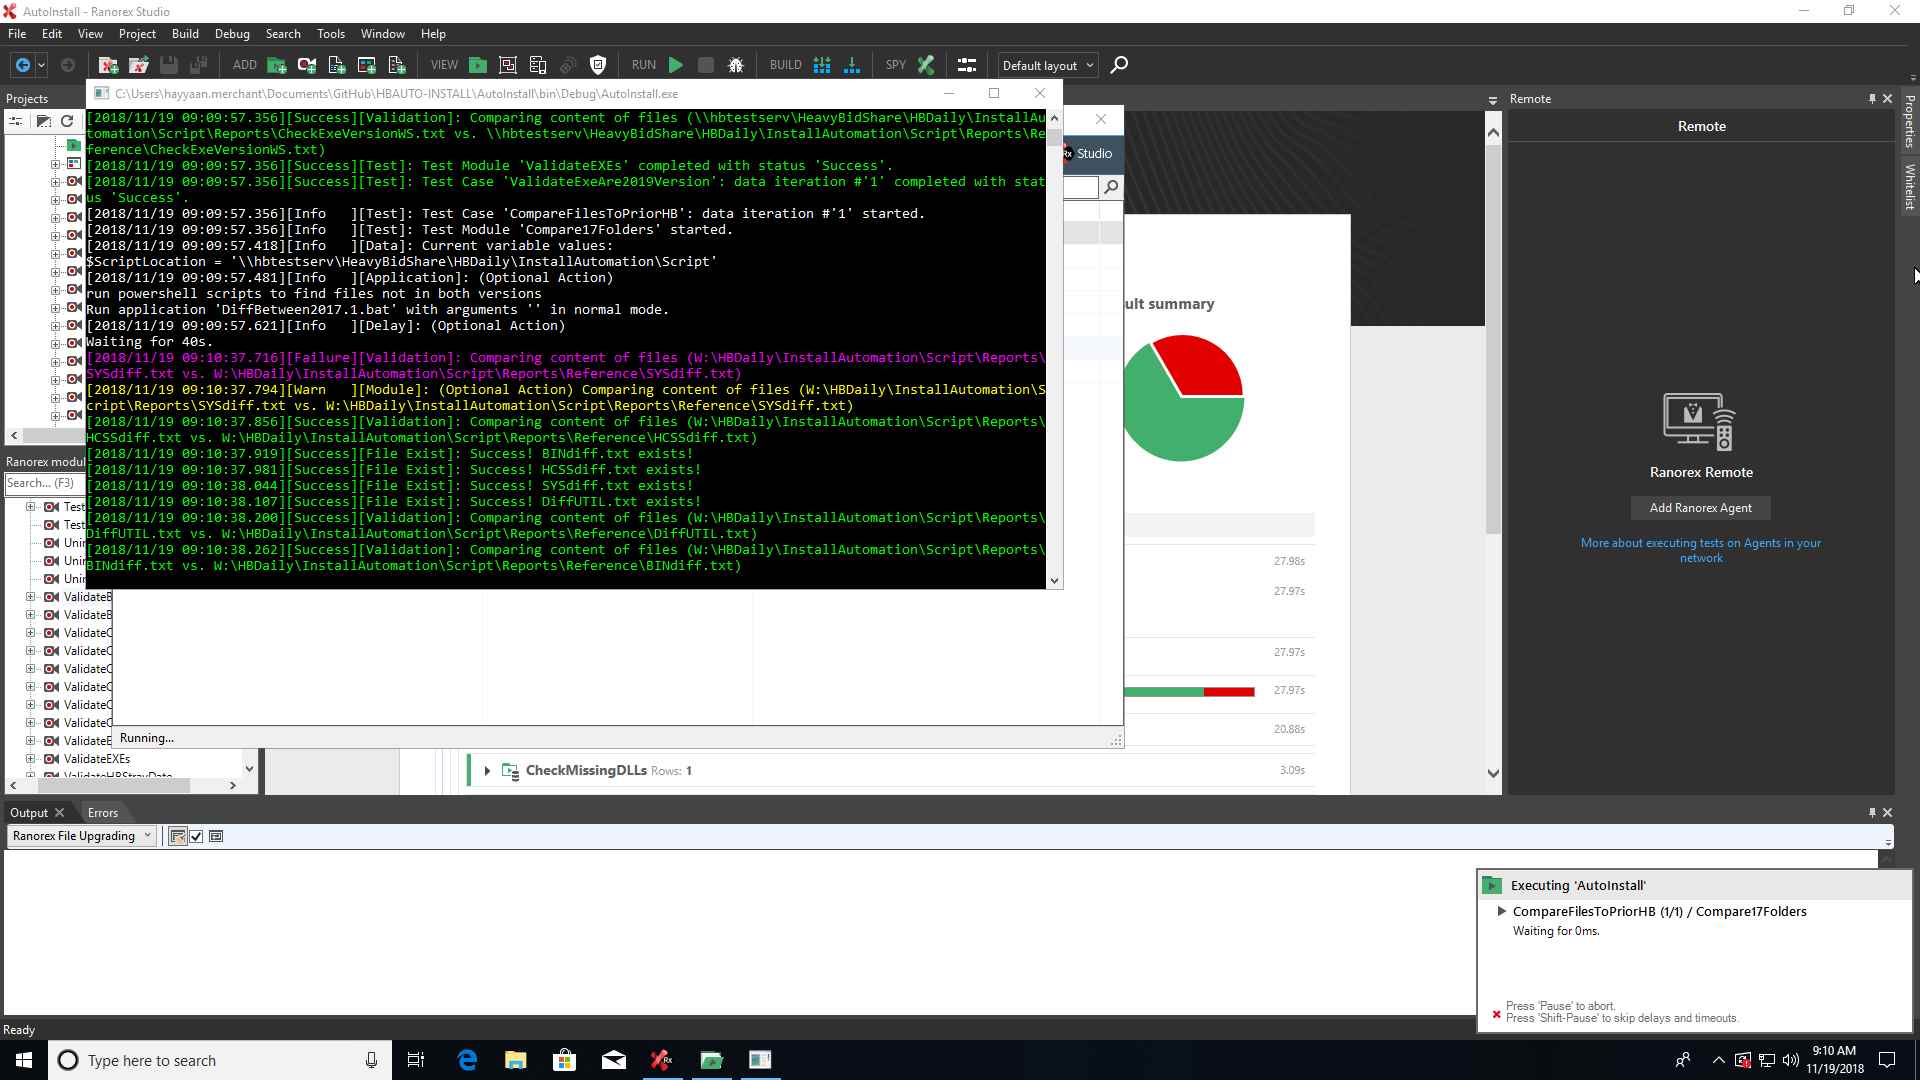 AutoInstall - Ranorex Studio
File Edit View Project Build Debug Search Tools Window Help
ADD VIEW RUN BUILD SPY Default layout
Projects
C:\Users\hayyaan.merchant\Documents\GitHub\HBAUTO-INSTALL\AutoInstall\bin\Debug\AutoInstall.exe
[2018/11/19 09:09:57.356][Success][Validation]: Comparing content of files (\\hbtestserv\HeavyBidShare\HBDaily\InstallAu
tomation\Script\Reports\CheckExeVersionWS.txt vs. \\hbtestserv\HeavyBidShare\HBDaily\InstallAutomation\Script\Reports\Re
ference\CheckExeVersionWS.txt)
[2018/11/19 09:09:57.356][Success][Test]: Test Module 'ValidateEXEs' completed with status 'Success'.
[2018/11/19 09:09:57.356][Success][Test]: Test Case 'ValidateExeAre2019Version': data iteration #'1' completed with stat
us 'Success'.
[2018/11/19 09:09:57.356][Info   ][Test]: Test Case 'CompareFilesToPriorHB': data iteration #'1' started.
[2018/11/19 09:09:57.356][Info   ][Test]: Test Module 'Compare17Folders' started.
[2018/11/19 09:09:57.418][Info   ][Data]: Current variable values:
$ScriptLocation = '\\hbtestserv\HeavyBidShare\HBDaily\InstallAutomation\Script'
[2018/11/19 09:09:57.481][Info   ][Application]: (Optional Action)
run powershell scripts to find files not in both versions
Run application 'DiffBetween2017.1.bat' with arguments '' in normal mode.
[2018/11/19 09:09:57.621][Info   ][Delay]: (Optional Action)
Waiting for 40s.
[2018/11/19 09:10:37.716][Failure][Validation]: Comparing content of files (W:\HBDaily\InstallAutomation\Script\Reports\
SYSdiff.txt vs. W:\HBDaily\InstallAutomation\Script\Reports\Reference\SYSdiff.txt)
[2018/11/19 09:10:37.794][Warn   ][Module]: (Optional Action) Comparing content of files (W:\HBDaily\InstallAutomation\S
cript\Reports\SYSdiff.txt vs. W:\HBDaily\InstallAutomation\Script\Reports\Reference\SYSdiff.txt)
[2018/11/19 09:10:37.856][Success][Validation]: Comparing content of files (W:\HBDaily\InstallAutomation\Script\Reports\
HCSSdiff.txt vs. W:\HBDaily\InstallAutomation\Script\Reports\Reference\HCSSdiff.txt)
[2018/11/19 09:10:37.919][Success][File Exist]: Success! BINdiff.txt exists!
[2018/11/19 09:10:37.981][Success][File Exist]: Success! HCSSdiff.txt exists!
[2018/11/19 09:10:38.044][Success][File Exist]: Success! SYSdiff.txt exists!
[2018/11/19 09:10:38.107][Success][File Exist]: Success! DiffUTIL.txt exists!
[2018/11/19 09:10:38.200][Success][Validation]: Comparing content of files (W:\HBDaily\InstallAutomation\Script\Reports\
DiffUTIL.txt vs. W:\HBDaily\InstallAutomation\Script\Reports\Reference\DiffUTIL.txt)
[2018/11/19 09:10:38.262][Success][Validation]: Comparing content of files (W:\HBDaily\InstallAutomation\Script\Reports\
BINdiff.txt vs. W:\HBDaily\InstallAutomation\Script\Reports\Reference\BINdiff.txt)
Rx Studio
ult summary
27.98s
27.97s
27.97s
27.97s
20.88s
CheckMissingDLLs Rows: 1
3.09s
Running...
Ranorex modul
Search... (F3)
Test
Test
Unir
Unir
Unir
ValidateB
ValidateB
ValidateC
ValidateC
ValidateC
ValidateC
ValidateC
ValidateC
ValidateE
ValidateEXEs
ValidateHBStrayDate
Remote
Remote
Ranorex Remote
Add Ranorex Agent
More about executing tests on Agents in your
network
Properties
Whitelist
Output Errors
Ranorex File Upgrading
Executing 'AutoInstall'
CompareFilesToPriorHB (1/1) / Compare17Folders
Waiting for 0ms.
Press 'Pause' to abort.
Press 'Shift-Pause' to skip delays and timeouts.
Ready
Type here to search
9:10 AM
11/19/2018